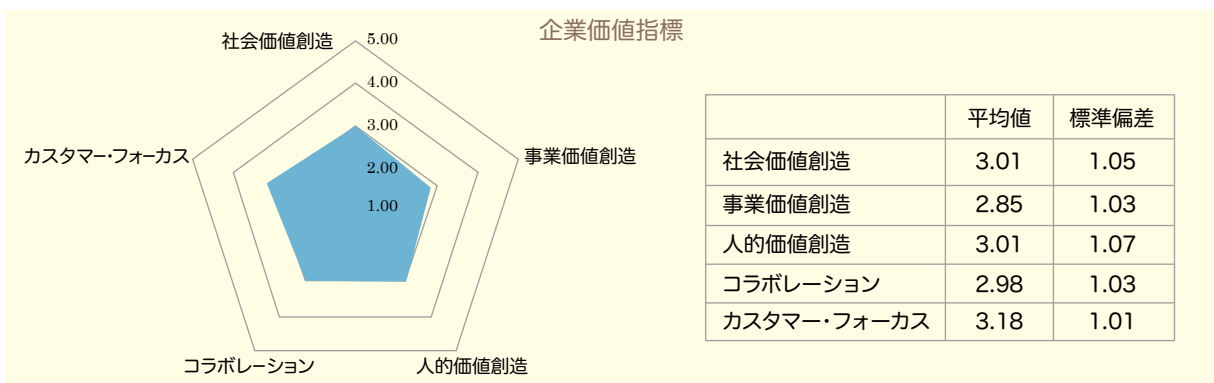 企業価値指標
社会価値創造
5.00
4.00
3.00
2.00
1.00
カスタマー・フォーカス
事業価値創造
コラボレーション
人的価値創造
平均値 標準偏差
社会価値創造 3.01 1.05
事業価値創造 2.85 1.03
人的価値創造 3.01 1.07
コラボレーション 2.98 1.03
カスタマー・フォーカス 3.18 1.01